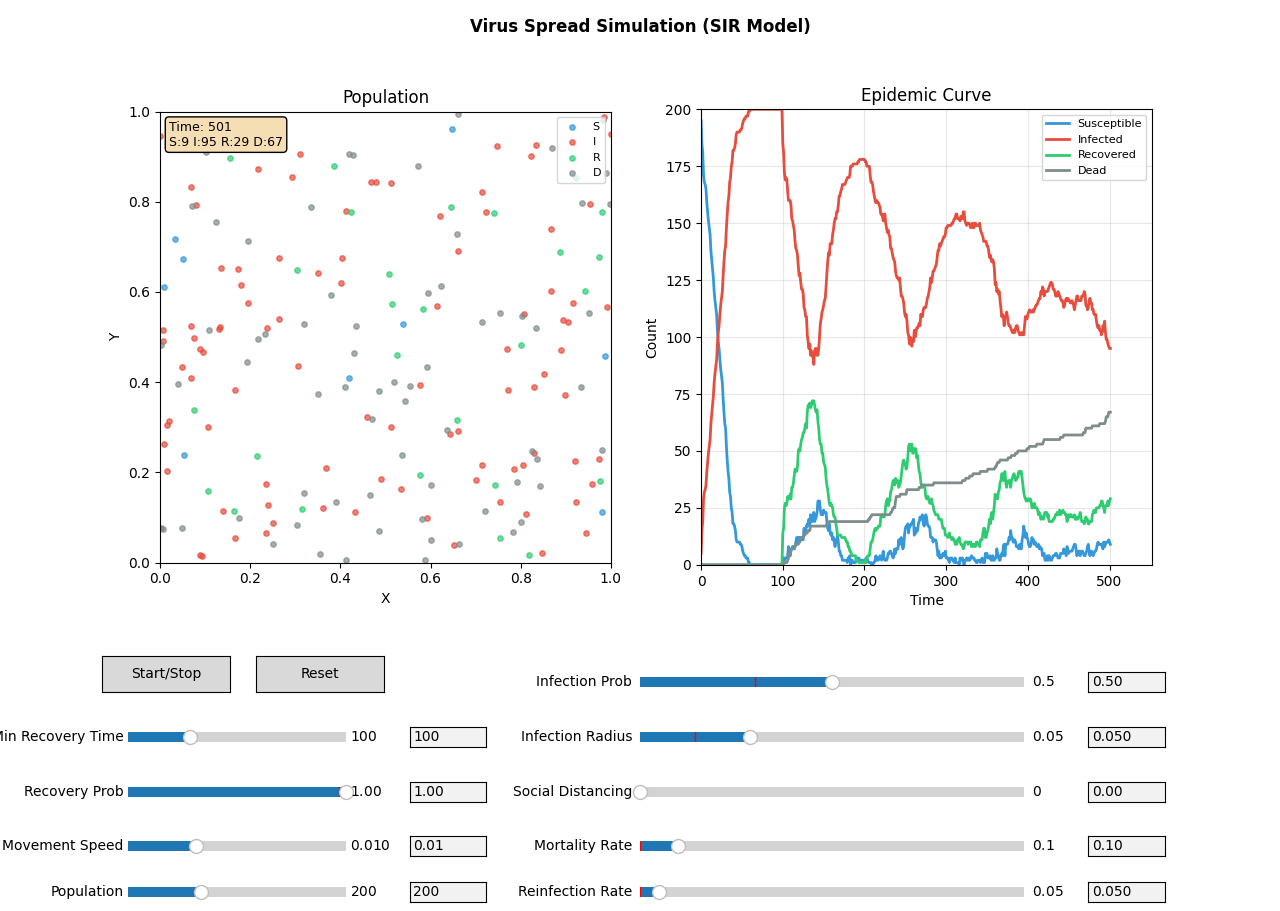 Virus Spread Simulation (SIR Model)
Population
Time: 501
S:9 I:95 R:29 D:67
S
I
R
D
1.0
0.8
0.6
0.4
0.2
0.0
Y
0.0 0.2 0.4 0.6 0.8 1.0
X
Epidemic Curve
Susceptible
Infected
Recovered
Dead
200
175
150
125
100
75
50
25
0
Count
0 100 200 300 400 500
Time
Start/Stop
Reset
Min Recovery Time 100 100
Recovery Prob 1.00 1.00
Movement Speed 0.010 0.01
Population 200 200
Infection Prob 0.5 0.50
Infection Radius 0.05 0.050
Social Distancing 0 0.00
Mortality Rate 0.1 0.10
Reinfection Rate 0.05 0.050